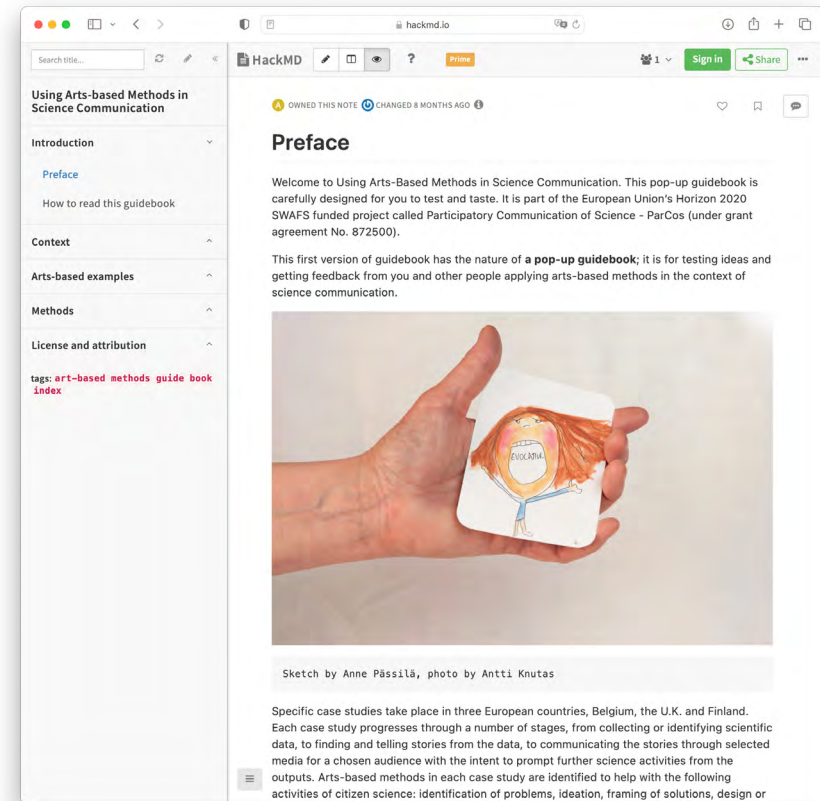 hackmd.io
Search title...
HackMD
?
Prime
1
Sign in
Share
Using Arts-based Methods in
Science Communication
Introduction
Preface
How to read this guidebook
Context
Arts-based examples
Methods
License and attribution
tags: art-based methods guide book
index
A OWNED THIS NOTE CHANGED 8 MONTHS AGO
Preface
Welcome to Using Arts-Based Methods in Science Communication. This pop-up guidebook is
carefully designed for you to test and taste. It is part of the European Union's Horizon 2020
SWAFS funded project called Participatory Communication of Science - ParCos (under grant
agreement No. 872500).
This first version of guidebook has the nature of a pop-up guidebook; it is for testing ideas and
getting feedback from you and other people applying arts-based methods in the context of
science communication.
EVOCATIVE
Sketch by Anne Pässilä, photo by Antti Knutas
Specific case studies take place in three European countries, Belgium, the U.K. and Finland.
Each case study progresses through a number of stages, from collecting or identifying scientific
data, to finding and telling stories from the data, to communicating the stories through selected
media for a chosen audience with the intent to prompt further science activities from the
outputs. Arts-based methods in each case study are identified to help with the following
activities of citizen science: identification of problems, ideation, framing of solutions, design or